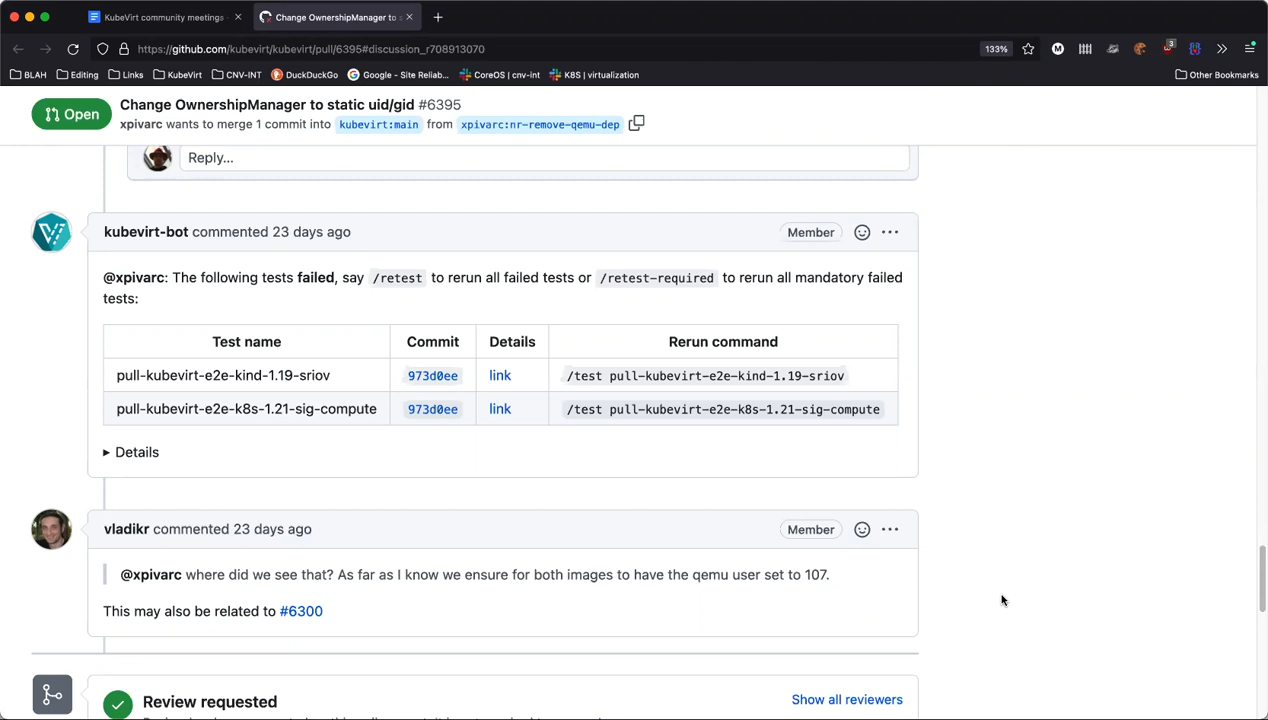 KubeVirt community meetings
Change OwnershipManager to s
https://github.com/kubevirt/kubevirt/pull/6395#discussion_r708913070
133%
3
BLAH
Editing
Links
KubeVirt
CNV-INT
DuckDuckGo
Google - Site Reliab...
CoreOS | cnv-int
K8S | virtualization
Other Bookmarks
Open
Change OwnershipManager to static uid/gid #6395
xpivarc wants to merge 1 commit into kubevirt:main from xpivarc:nr-remove-qemu-dep
Reply...
kubevirt-bot commented 23 days ago
Member
@xpivarc: The following tests failed, say /retest to rerun all failed tests or /retest-required to rerun all mandatory failed
tests:
Test name Commit Details Rerun command
pull-kubevirt-e2e-kind-1.19-sriov 973d0ee link /test pull-kubevirt-e2e-kind-1.19-sriov
pull-kubevirt-e2e-k8s-1.21-sig-compute 973d0ee link /test pull-kubevirt-e2e-k8s-1.21-sig-compute
Details
vladikr commented 23 days ago
Member
@xpivarc where did we see that? As far as I know we ensure for both images to have the qemu user set to 107.
This may also be related to #6300
Review requested
Show all reviewers